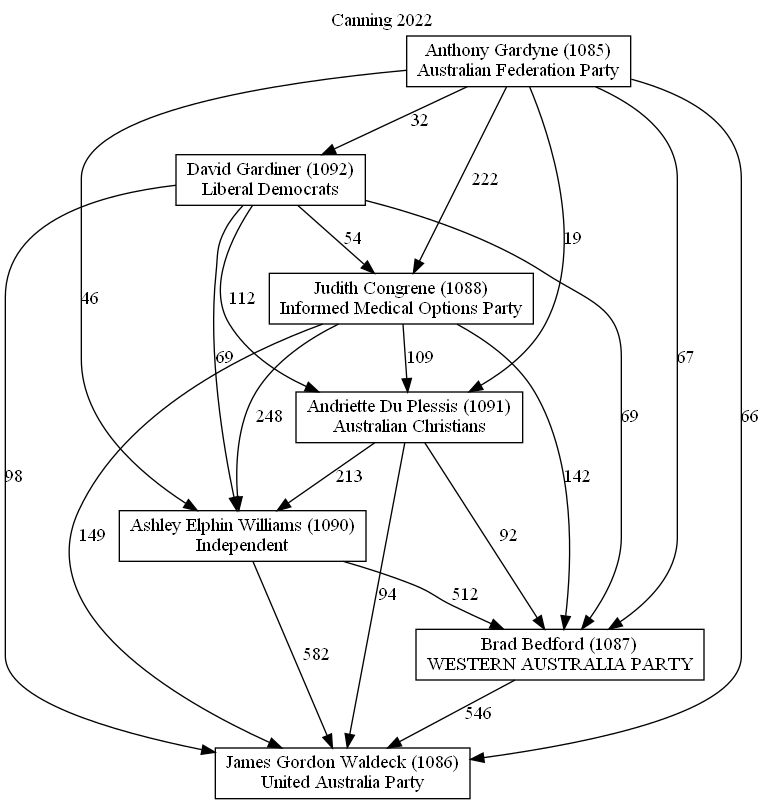 Canning 2022
Anthony Gardyne (1085)
Australian Federation Party
32
David Gardiner (1092)
Liberal Democrats
222
54
19
Judith Congrene (1088)
Informed Medical Options Party
46
112
69
109
67
Andriette Du Plessis (1091)
Australian Christians
248
69
66
98
213
142
Ashley Elphin Williams (1090)
Independent
149
92
94
512
Brad Bedford (1087)
WESTERN AUSTRALIA PARTY
582
546
James Gordon Waldeck (1086)
United Australia Party